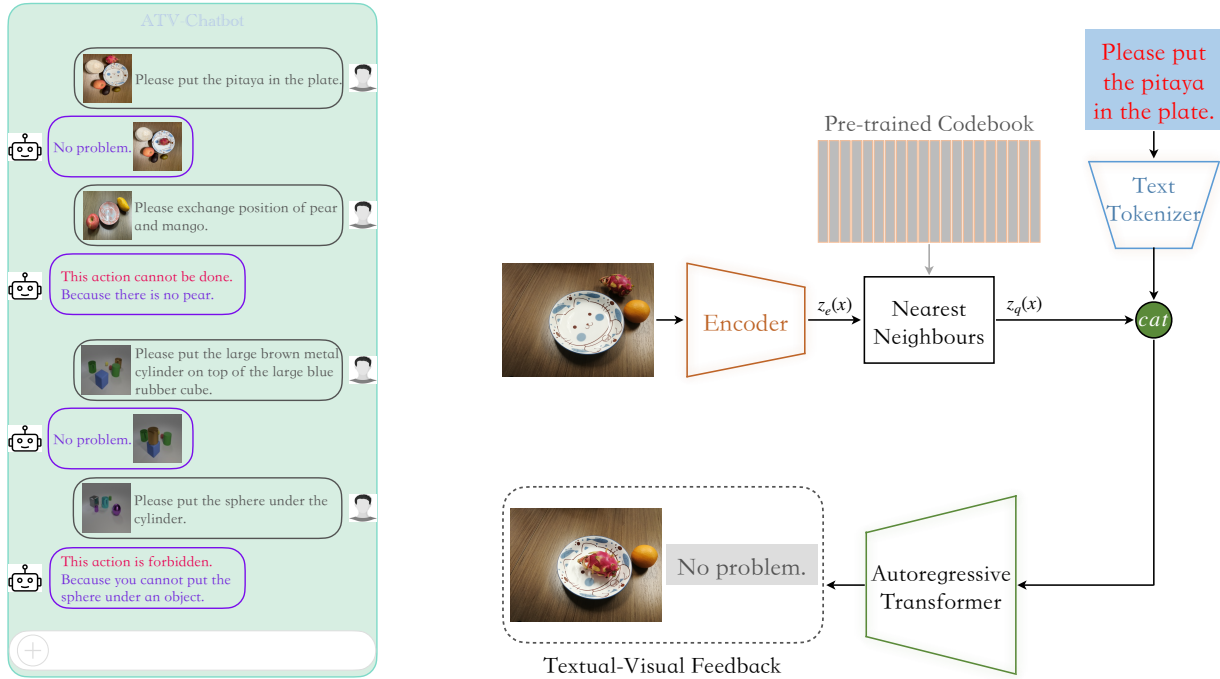 ATV-Chatbot
Please put the pitaya in the plate.
No problem.
Please exchange position of pear
and mango.
This action cannot be done.
Because there is no pear.
Please put the large brown metal
cylinder on top of the large blue
rubber cube.
No problem.
Please put the sphere under the
cylinder.
This action is forbidden.
Because you cannot put the
sphere under an object.
Please put
the pitaya
in the plate.
Pre-trained Codebook
Text
Tokenizer
Encoder
z_e(x)
Nearest
Neighbours
z_q(x)
cat
No problem.
Autoregressive
Transformer
Textual-Visual Feedback